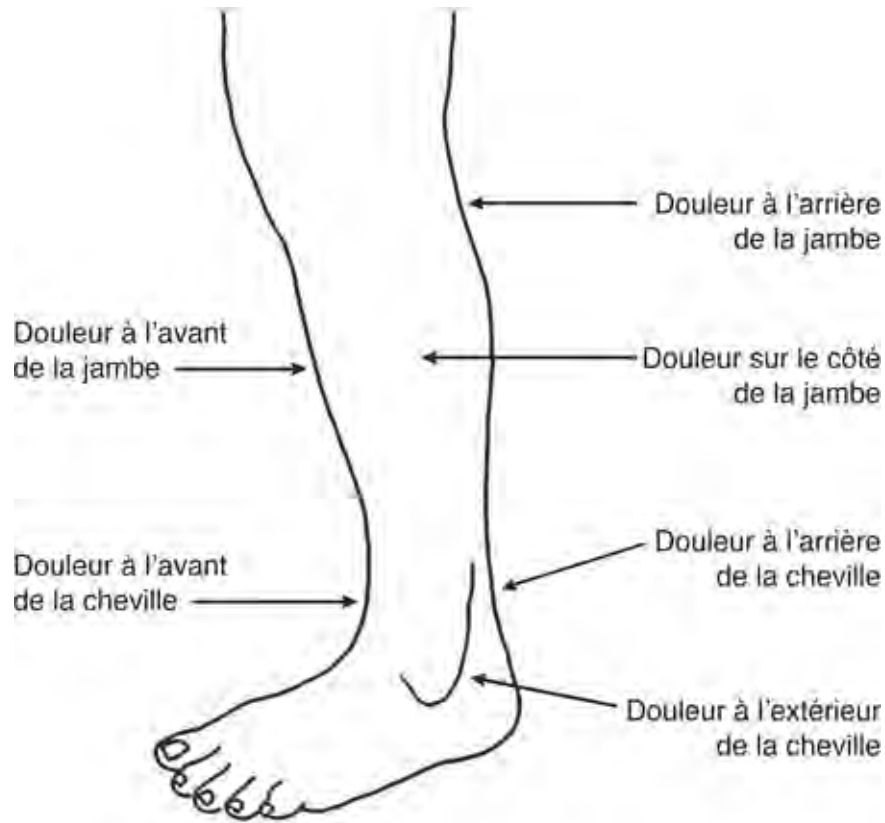 Douleur à l'arrière
de la jambe
Douleur à l'avant
de la jambe
Douleur sur le côté
de la jambe
Douleur à l'avant
de la cheville
Douleur à l'arrière
de la cheville
Douleur à l'extérieur
de la cheville